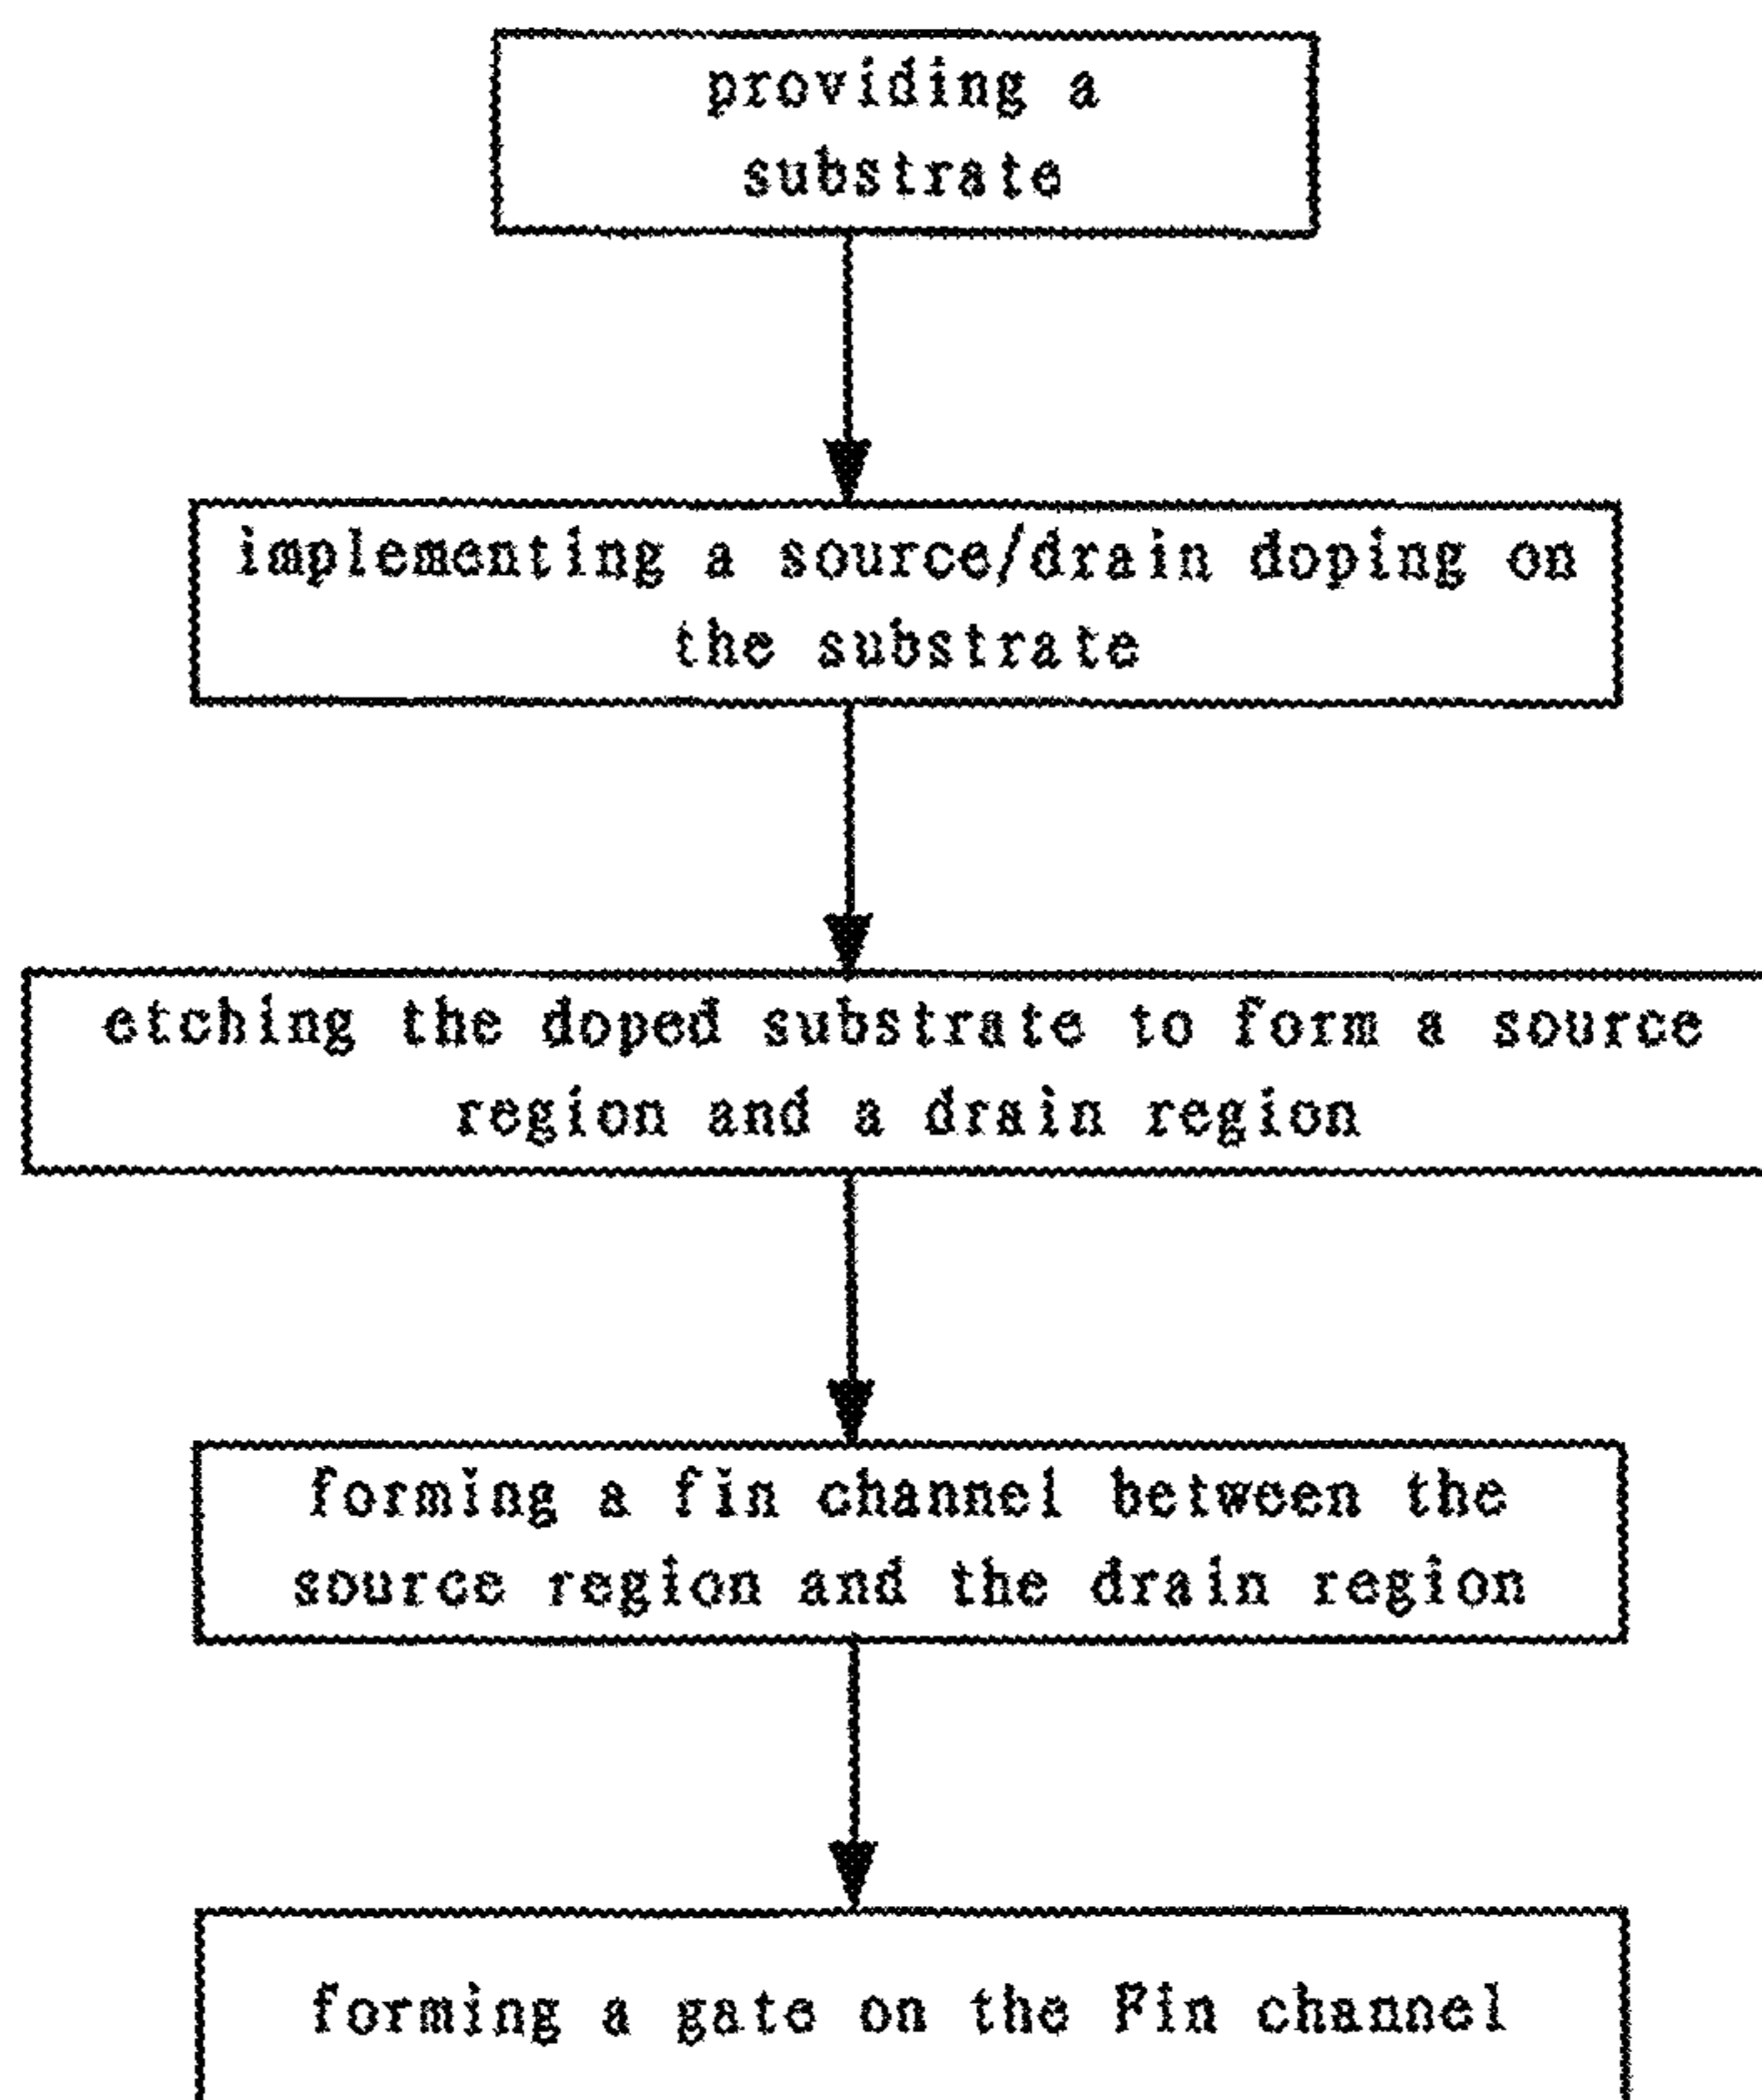 providing a
substrate
implementing a source/drain doping on
the substrate
etching the doped substrate to form a source
region and a drain region
forming a fin channel between the
source region and the drain region
forming a gate on the Fin channel